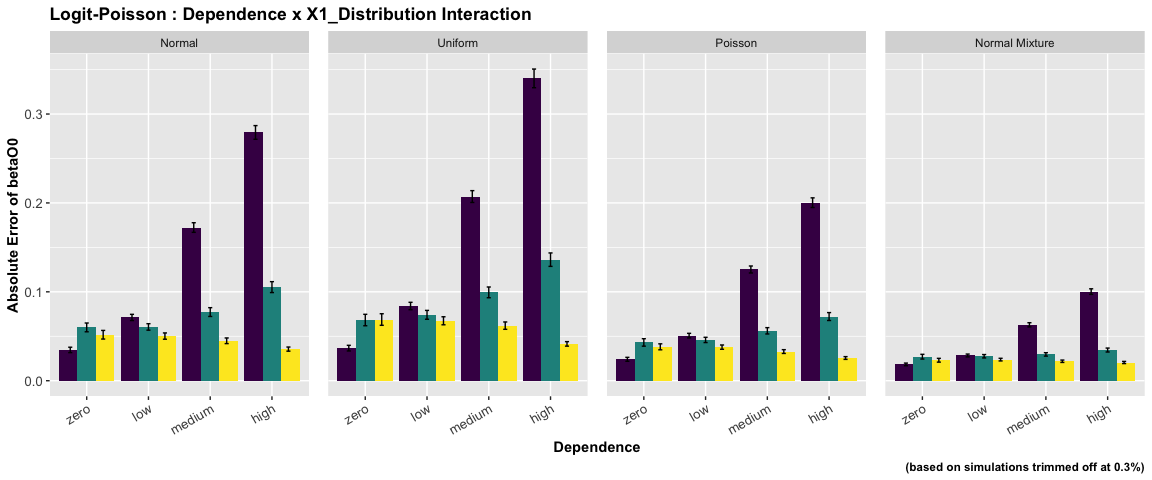 Logit-Poisson : Dependence x X1_Distribution Interaction
Normal
Uniform
Poisson
Normal Mixture
Absolute Error of betaO0
0.3
0.2
0.1
0.0
zero low medium high
zero low medium high
zero low medium high
zero low medium high
Dependence
(based on simulations trimmed off at 0.3%)